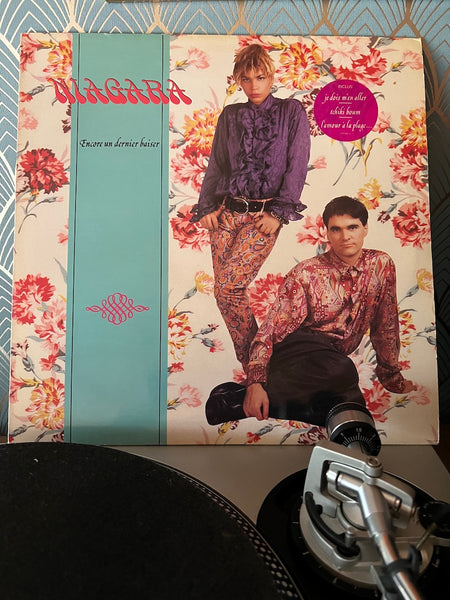 NIAGARA
Encore un dernier baiser
INCLUS
je dois m'en aller
tchiki boum
l'amour à la plage...